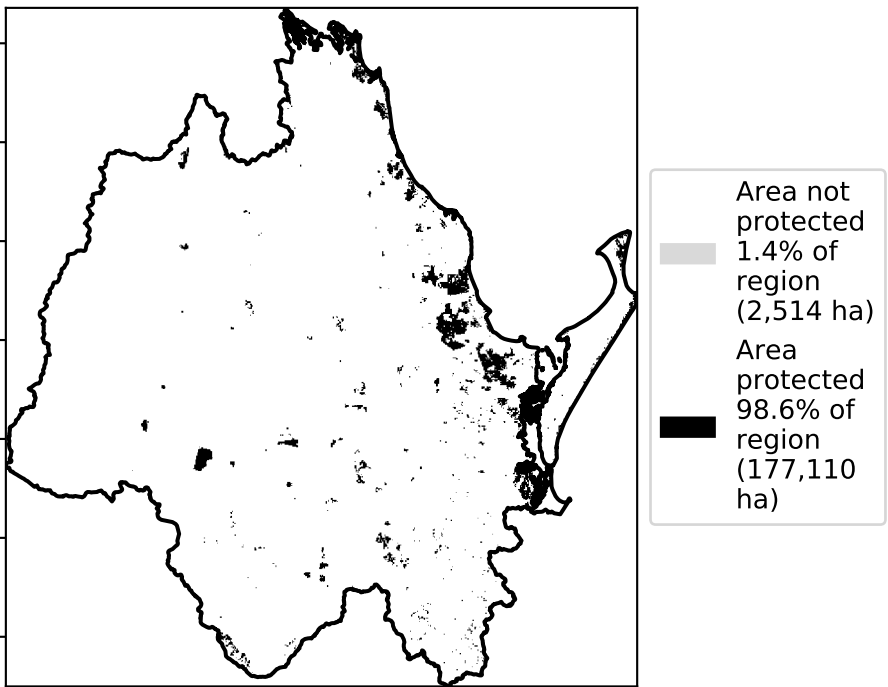 Area not
protected
1.4% of
region
(2,514 ha)
Area
protected
98.6% of
region
(177,110
ha)